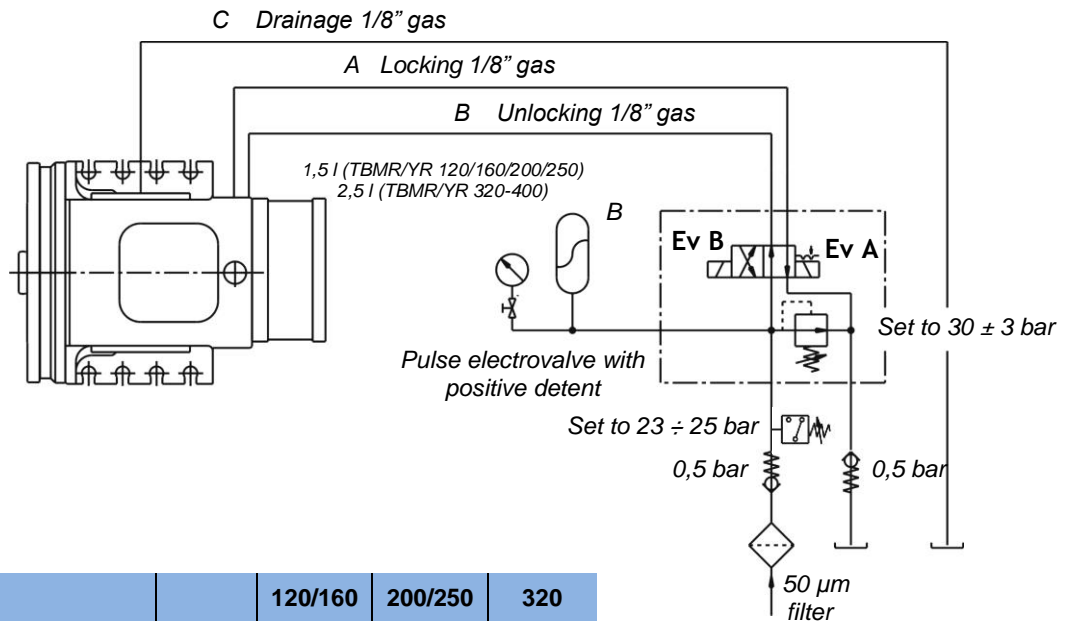 C Drainage 1/8” gas
A Locking 1/8” gas
B Unlocking 1/8” gas
1,5 l (TBMR/YR 120/160/200/250)
2,5 l (TBMR/YR 320-400)
B
Ev B
Ev A
Set to 30 ± 3 bar
Pulse electrovalve with
positive detent
Set to 23 ÷ 25 bar
0,5 bar
0,5 bar
50 µm
filter
120/160 200/250 320